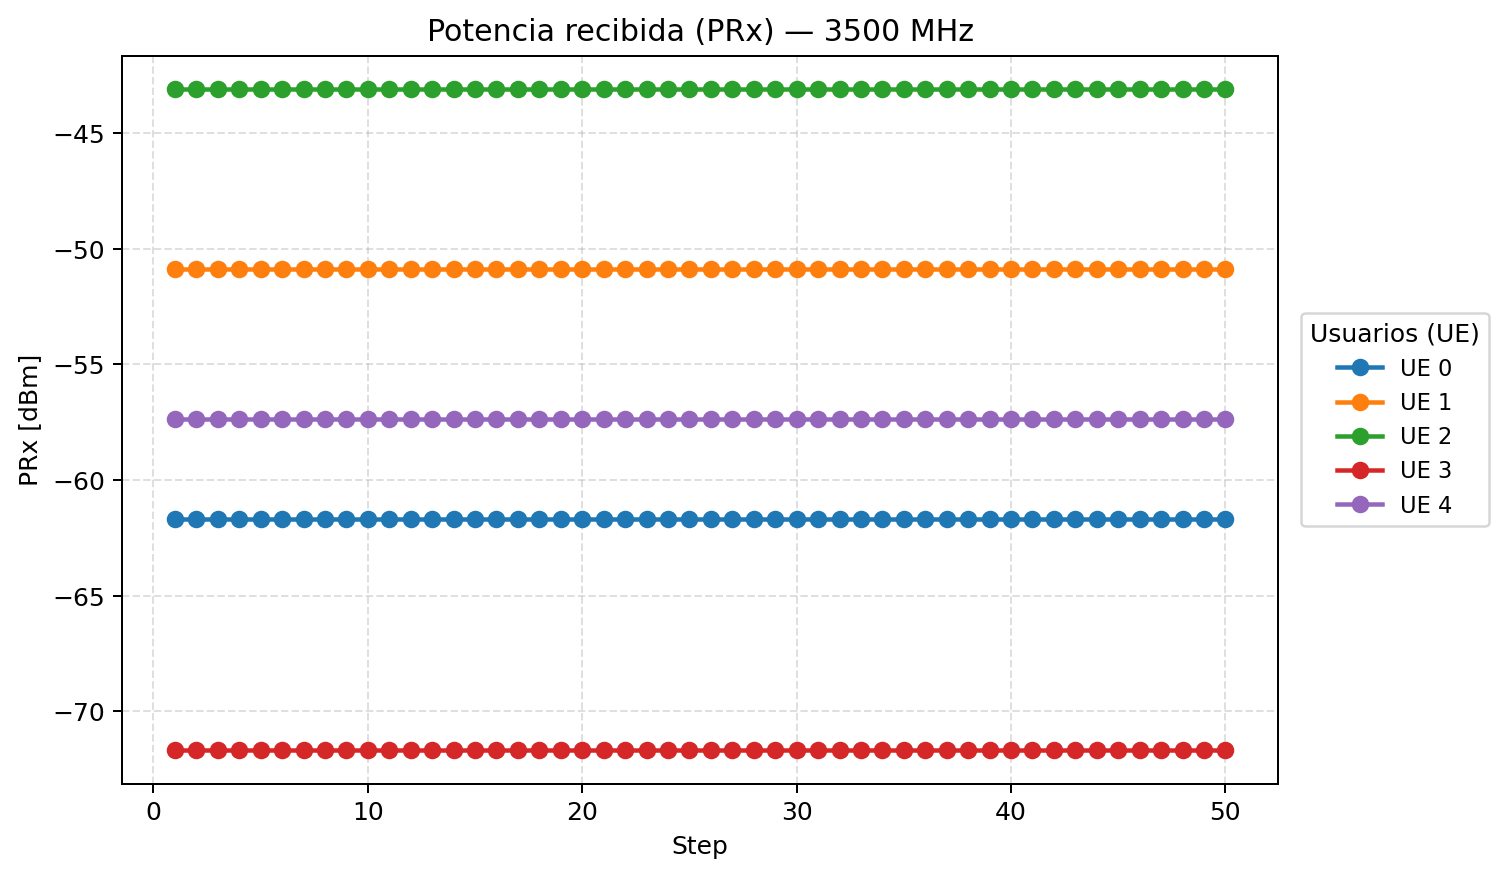 Potencia recibida (PRx) — 3500 MHz
PRx [dBm]
−45
−50
−55
−60
−65
−70
0 10 20 30 40 50
Step
Usuarios (UE)
UE 0
UE 1
UE 2
UE 3
UE 4